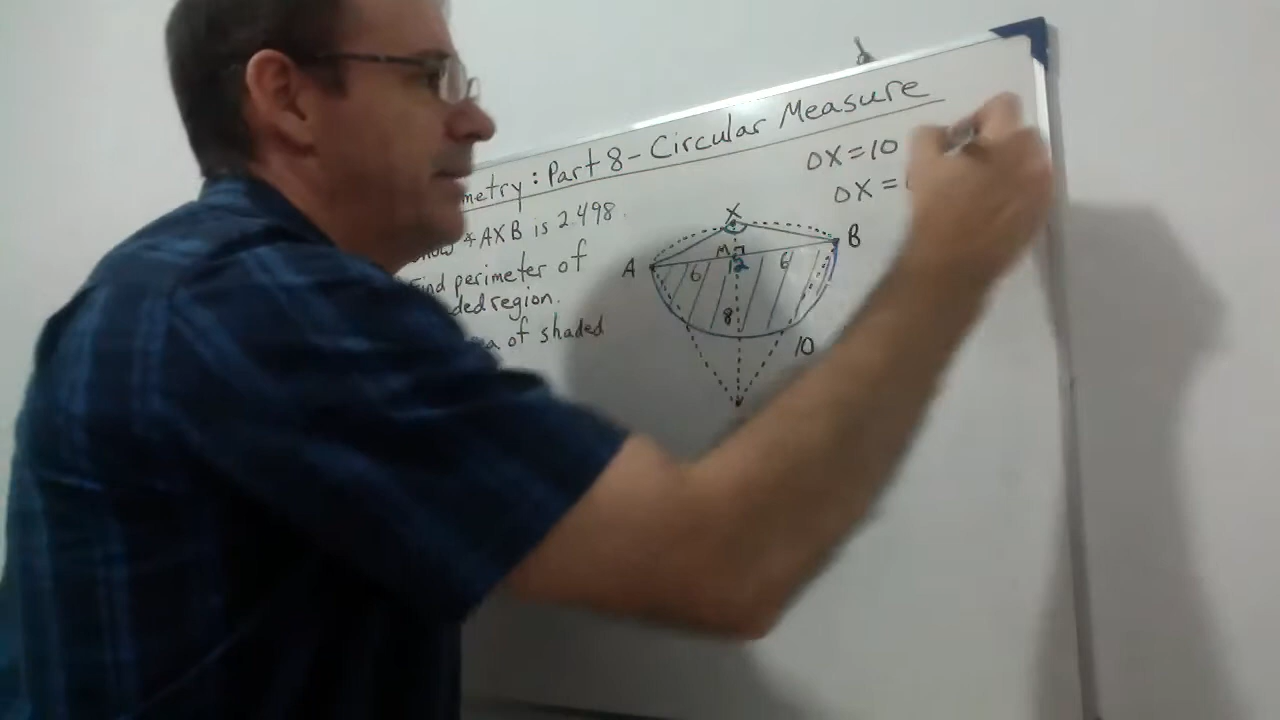 metry: Part 8 - Circular Measure
OX=10
OX=
∡AXB is 2.498.
Find perimeter of
ded region.
a of shaded
X
B
A
M
6
12
6
8
10